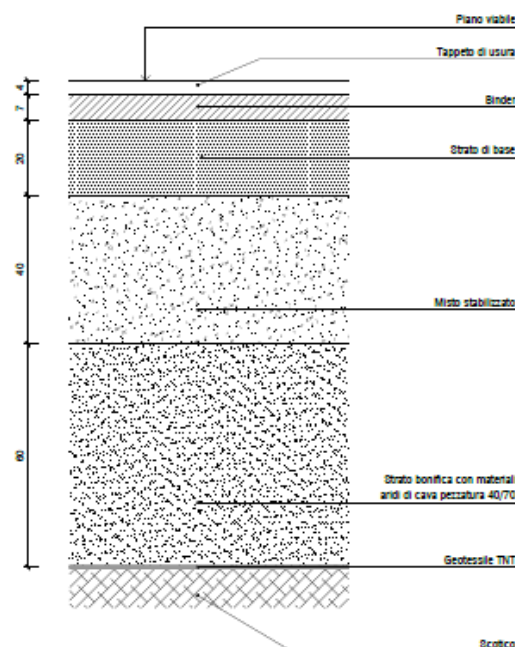 Piano viabile
Tappeto di usura
4
Binder
7
Strato di base
20
40
Misto stabilizzato
60
Strato bonifica con materiali
aridi di cava pezzatura 40/70
Geotessile TNT
Scotico